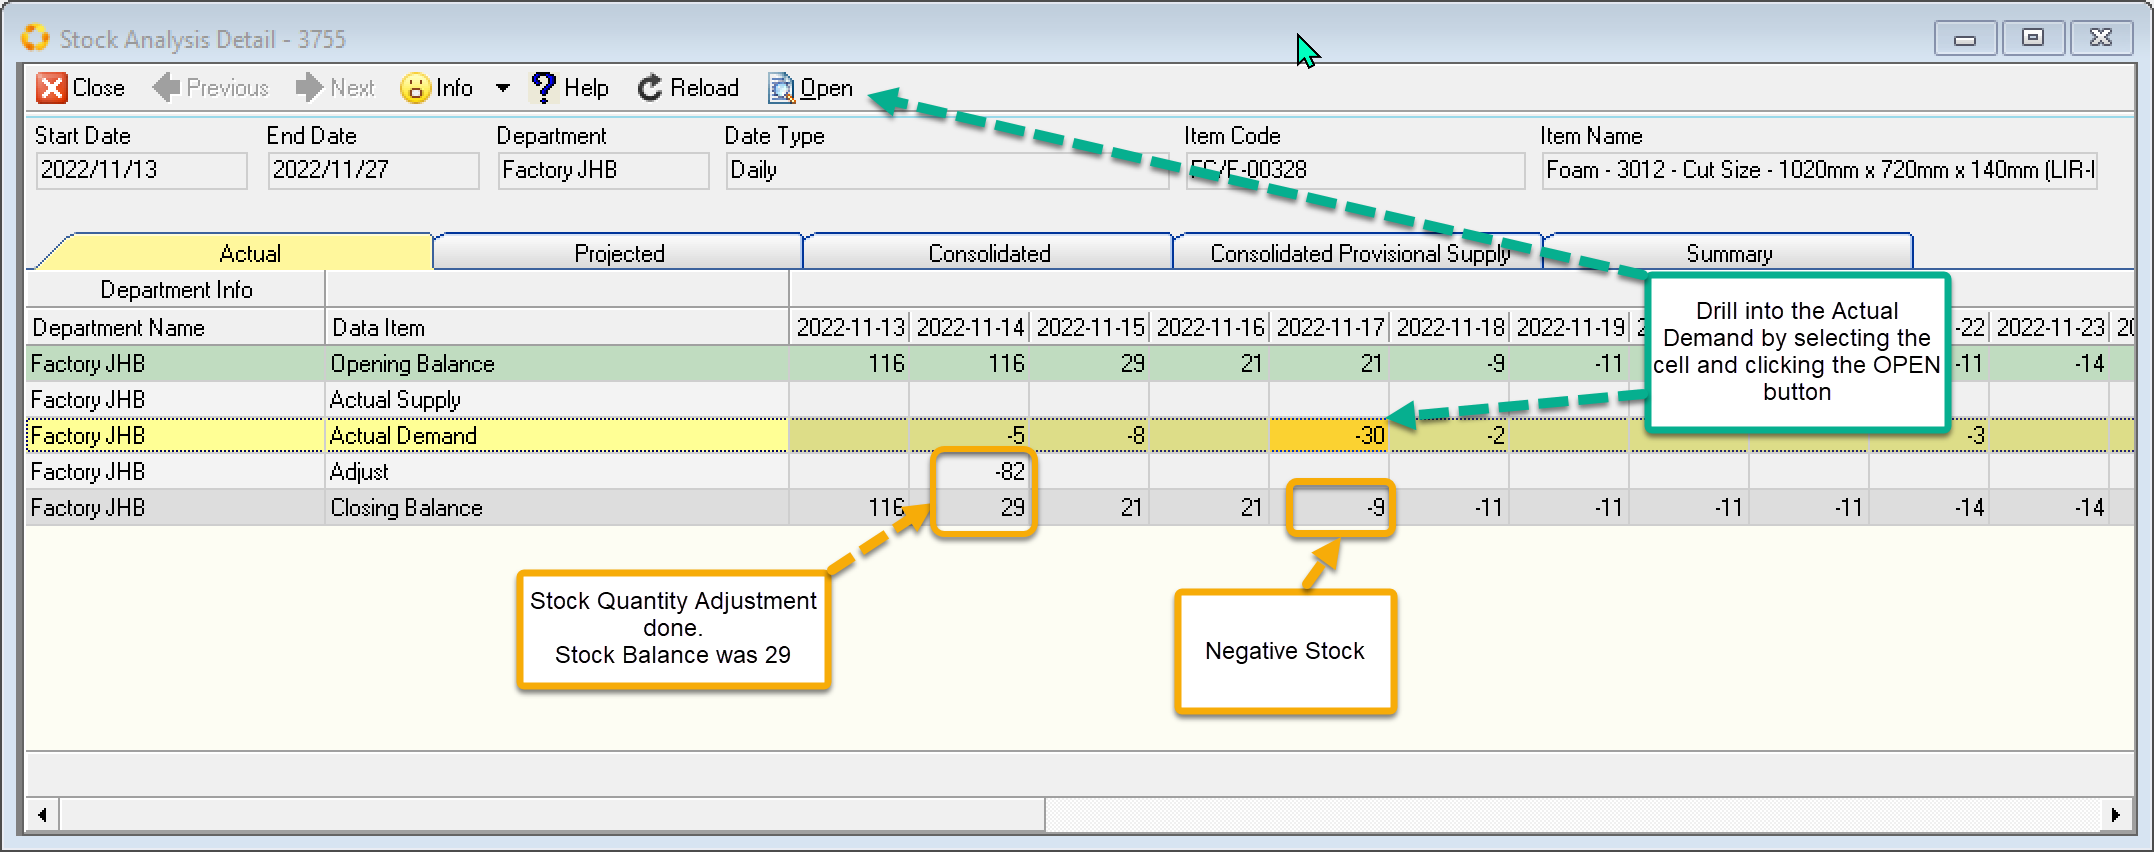 Stock Analysis Detail - 3755
Close Previous Next Info Help Reload Open
Start Date End Date Department Date Type Item Code Item Name
2022/11/13 2022/11/27 Factory JHB Daily Foam - 3012 - Cut Size - 1020mm x 720mm x 140mm (LIR-
Actual Projected Consolidated Consolidated Provisional Supply Summary
Department Info
Department Name Data Item 2022-11-13 2022-11-14 2022-11-15 2022-11-16 2022-11-17 2022-11-18 2022-11-19 2 -22 2022-11-23 20
Factory JHB Opening Balance 116 116 29 21 21 -9 -11 -11 -14
Factory JHB Actual Supply
Factory JHB Actual Demand -5 -8 -30 -2 -3
Factory JHB Adjust -82
Factory JHB Closing Balance 116 29 21 21 -9 -11 -11 -11 -11 -14 -14
Drill into the Actual
Demand by selecting the
cell and clicking the OPEN
button
Stock Quantity Adjustment
done.
Stock Balance was 29
Negative Stock